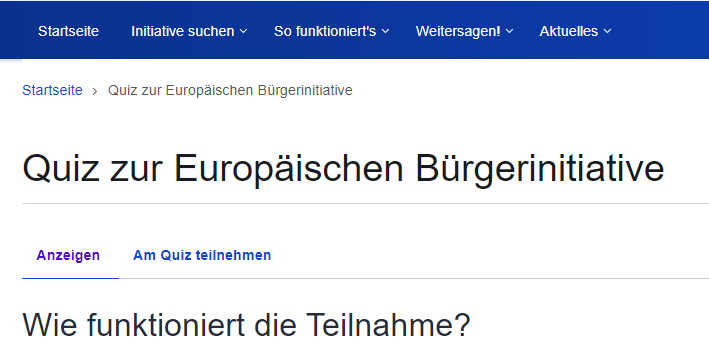 Startseite Initiative suchen So funktioniert's Weitersagen! Aktuelles
Startseite > Quiz zur Europäischen Bürgerinitiative
Quiz zur Europäischen Bürgerinitiative
Anzeigen Am Quiz teilnehmen
Wie funktioniert die Teilnahme?